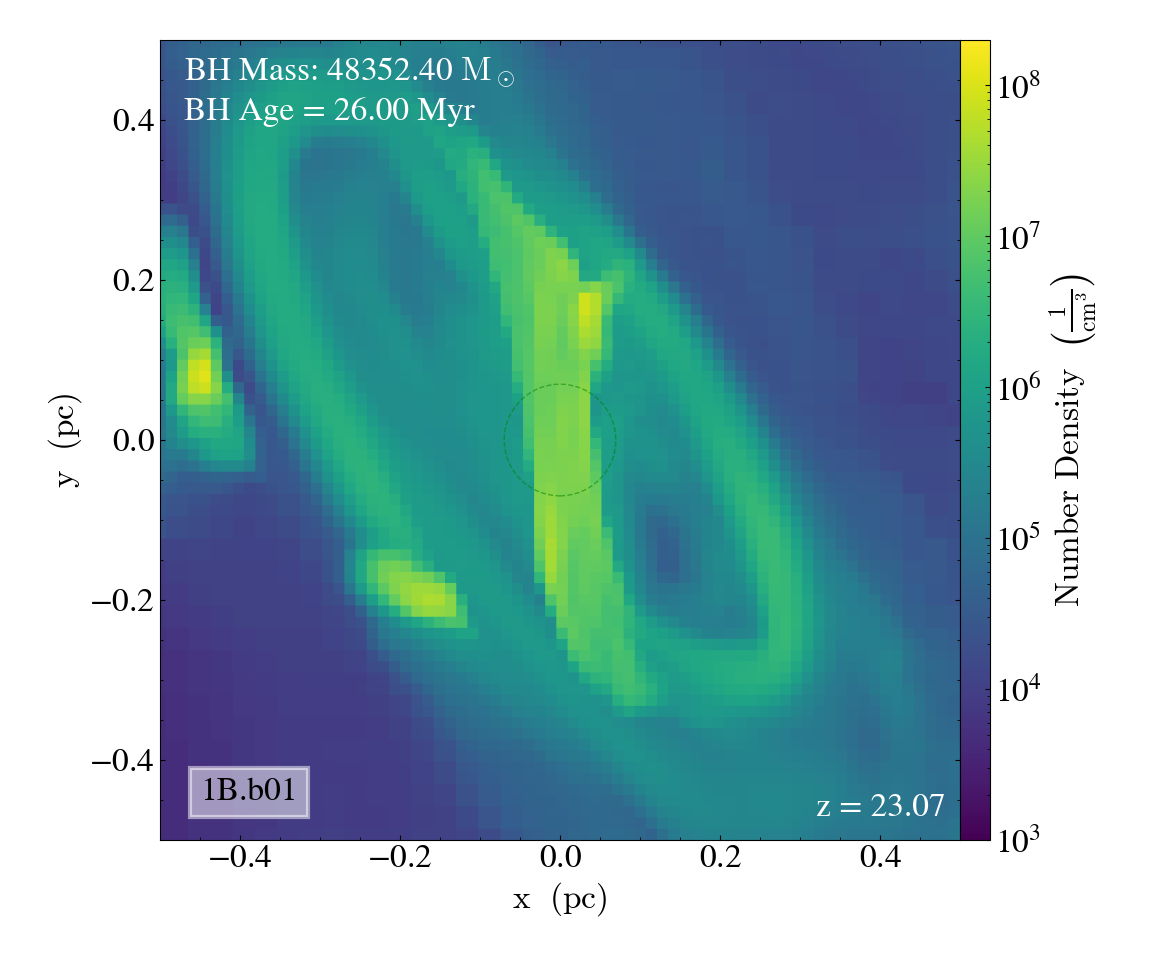 BH Mass: 48352.40 M⊙
BH Age = 26.00 Myr
0.4
0.2
0.0
−0.2
−0.4
y (pc)
1B.b01
z = 23.07
−0.4 −0.2 0.0 0.2 0.4
x (pc)
10⁸
10⁷
10⁶
10⁵
10⁴
10³
Number Density (1/cm³)